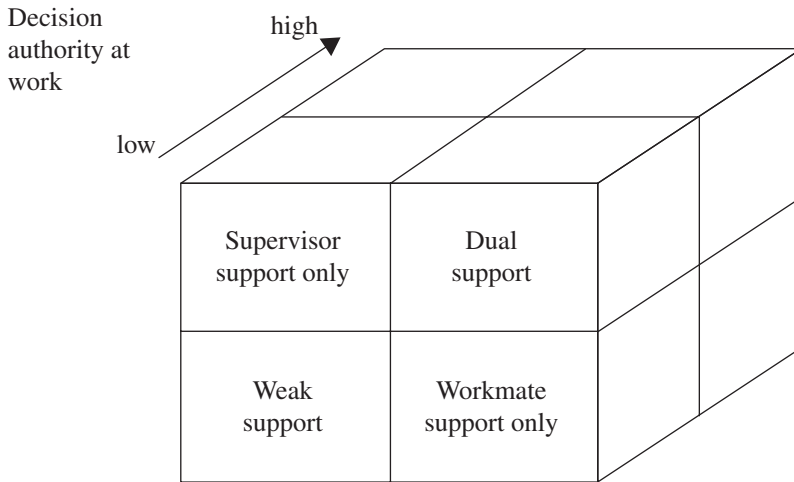 Decision
authority at
work
high
low
Supervisor
support only
Dual
support
Weak
support
Workmate
support only